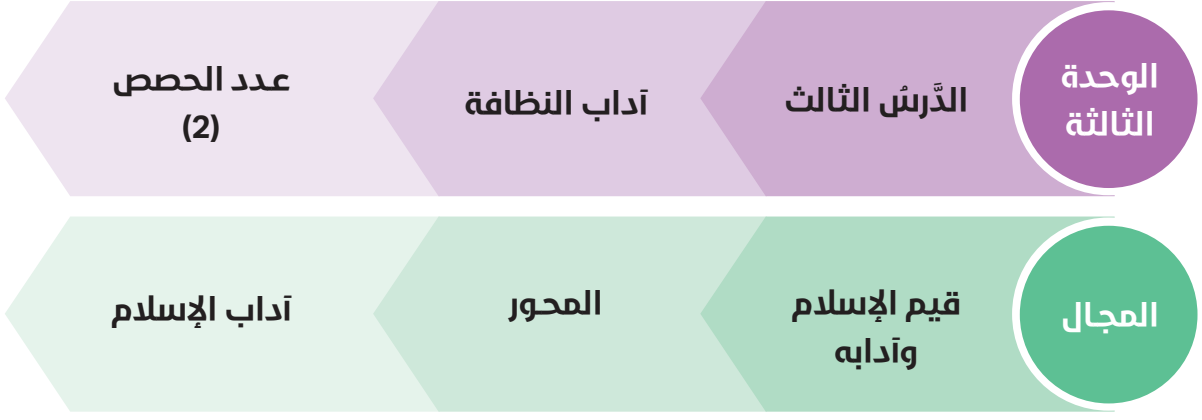 الوحدة
الثالثة
الدَّرسُ الثالث
آداب النظافة
عدد الحصص
(2)
المجال
قيم الإسلام
وآدابه
المحور
آداب الإسلام